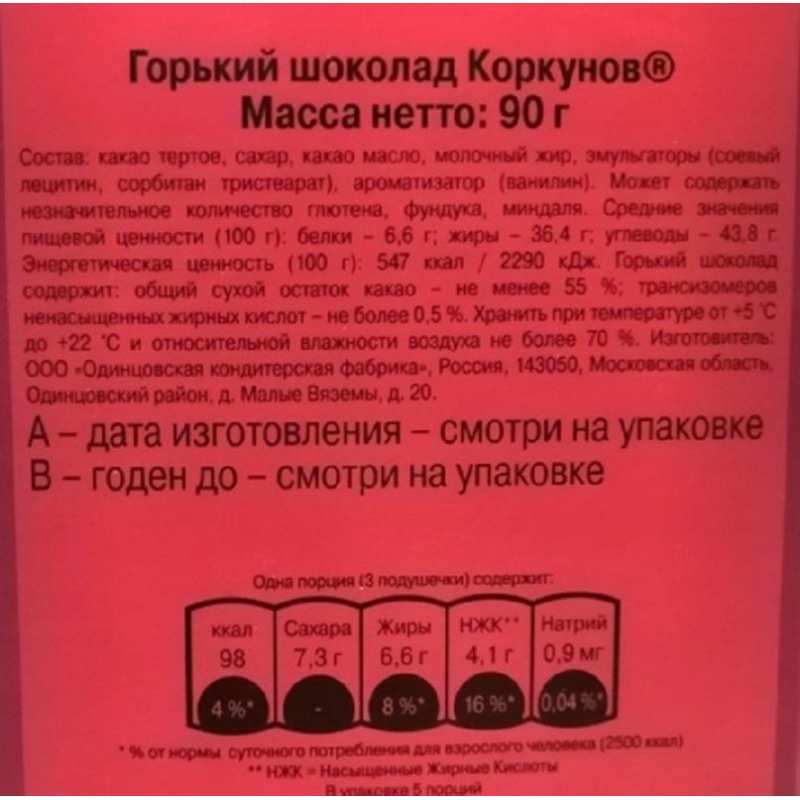 Горький шоколад Коркунов®
Масса нетто: 90 г
Состав: какао тертое, сахар, какао масло, молочный жир, эмульгаторы (соевый
лецитин, сорбитан тристеарат), ароматизатор (ванилин). Может содержать
незначительное количество глютена, фундука, миндаля. Средние значения
пищевой ценности (100 г): белки – 6,6 г; жиры – 36,4 г; углеводы – 43,8 г.
Энергетическая ценность (100 г): 547 ккал / 2290 кДж. Горький шоколад
содержит: общий сухой остаток какао – не менее 55 %; трансизомеров
ненасыщенных жирных кислот – не более 0,5 %. Хранить при температуре от +5 °C
до +22 °C и относительной влажности воздуха не более 70 %. Изготовитель:
ООО «Одинцовская кондитерская фабрика», Россия, 143050, Московская область,
Одинцовский район, д. Малые Вяземы, д. 20.
А – дата изготовления – смотри на упаковке
В – годен до – смотри на упаковке
Одна порция (3 подушечки) содержит:
ккал Сахара Жиры НЖК** Натрий
98 7,3 г 6,6 г 4,1 г 0,9 мг
4 %* - 8 %* 16 %* 0,04 %*
* % от нормы суточного потребления для взрослого человека (2500 ккал)
** НЖК = Насыщенные Жирные Кислоты
В упаковке 5 порций